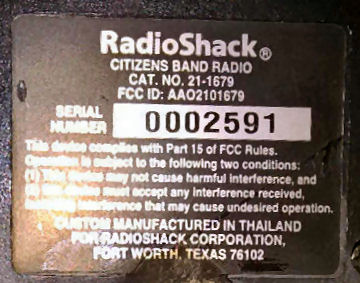 RadioShack®
CITIZENS BAND RADIO
CAT. NO. 21-1679
FCC ID: AAO2101679
SERIAL NUMBER 0002591
This device complies with Part 15 of FCC Rules.
Operation is subject to the following two conditions:
(1) This device may not cause harmful interference, and
(2) this device must accept any interference received,
including interference that may cause undesired operation.
CUSTOM MANUFACTURED IN THAILAND
FOR RADIOSHACK CORPORATION,
FORT WORTH, TEXAS 76102